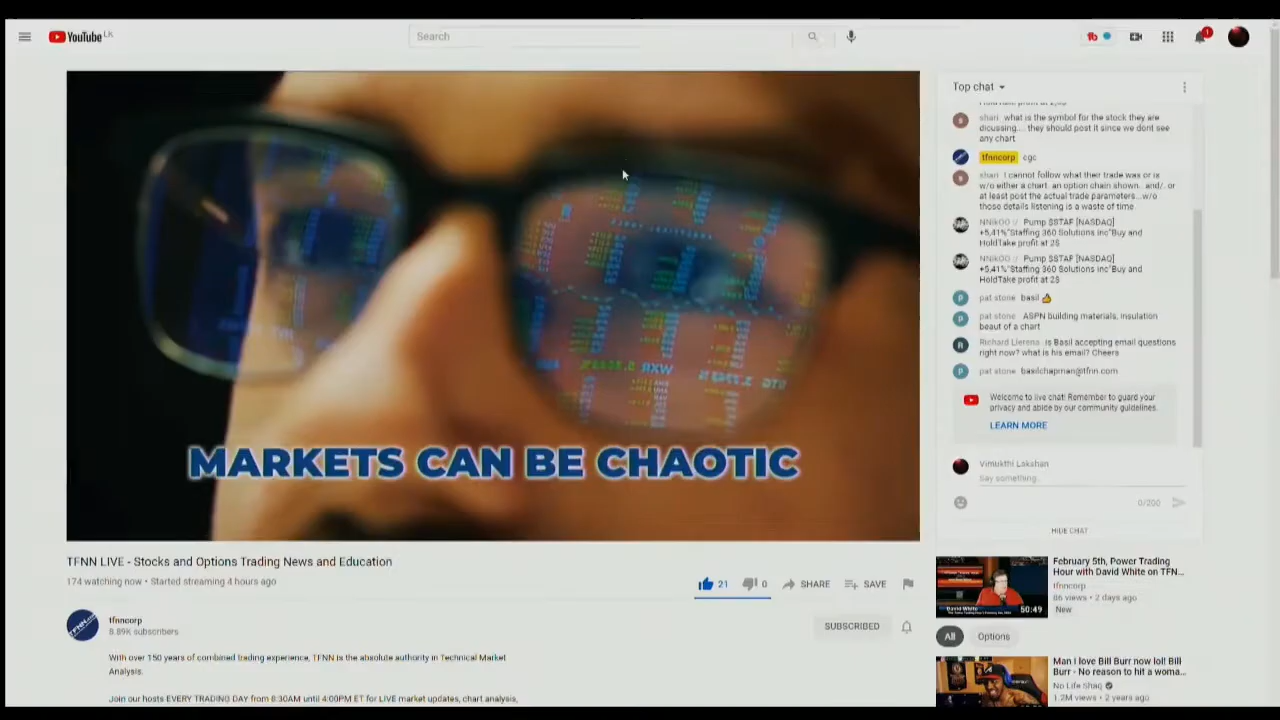 YouTube LK
Search
1
Top chat
shari what is the symbol for the stock they are
dicussing.... they should post it since we dont see
any chart
tfnncorp cgc
shari I cannot follow what their trade was or is
w/o either a chart, an option chain shown...and/. or
at least post the actual trade parameters...w/o
those details listening is a waste of time
Pump $STAF [NASDAQ]
+5,41%"Staffing 360 Solutions inc"Buy and
HoldTake profit at 2$
Pump $STAF [NASDAQ]
+5,41%"Staffing 360 Solutions inc"Buy and
HoldTake profit at 2$
pat stone basil 👍
pat stone ASPN building materials, insulation
beaut of a chart
Richard Llerena is Basil accepting email questions
right now? what is his email? Cheers
pat stone basilchapman@tfnn.com
Welcome to live chat! Remember to guard your
privacy and abide by our community guidelines.
LEARN MORE
Vimukthi Lakshan
Say something...
0/200
HIDE CHAT
MARKETS CAN BE CHAOTIC
TFNN LIVE - Stocks and Options Trading News and Education
174 watching now • Started streaming 4 hours ago
21 0 SHARE SAVE
tfnncorp
8.89K subscribers
SUBSCRIBED
With over 150 years of combined trading experience, TFNN is the absolute authority in Technical Market
Analysis.
Join our hosts EVERY TRADING DAY from 8:30AM until 4:00PM ET for LIVE market updates, chart analysis,
David White
50:49
February 5th, Power Trading
Hour with David White on TFN...
tfnncorp
86 views • 2 days ago
New
All
Options
Man i love Bill Burr now lol! Bill
Burr - No reason to hit a woma...
No Life Shaq
1.2M views • 2 years ago